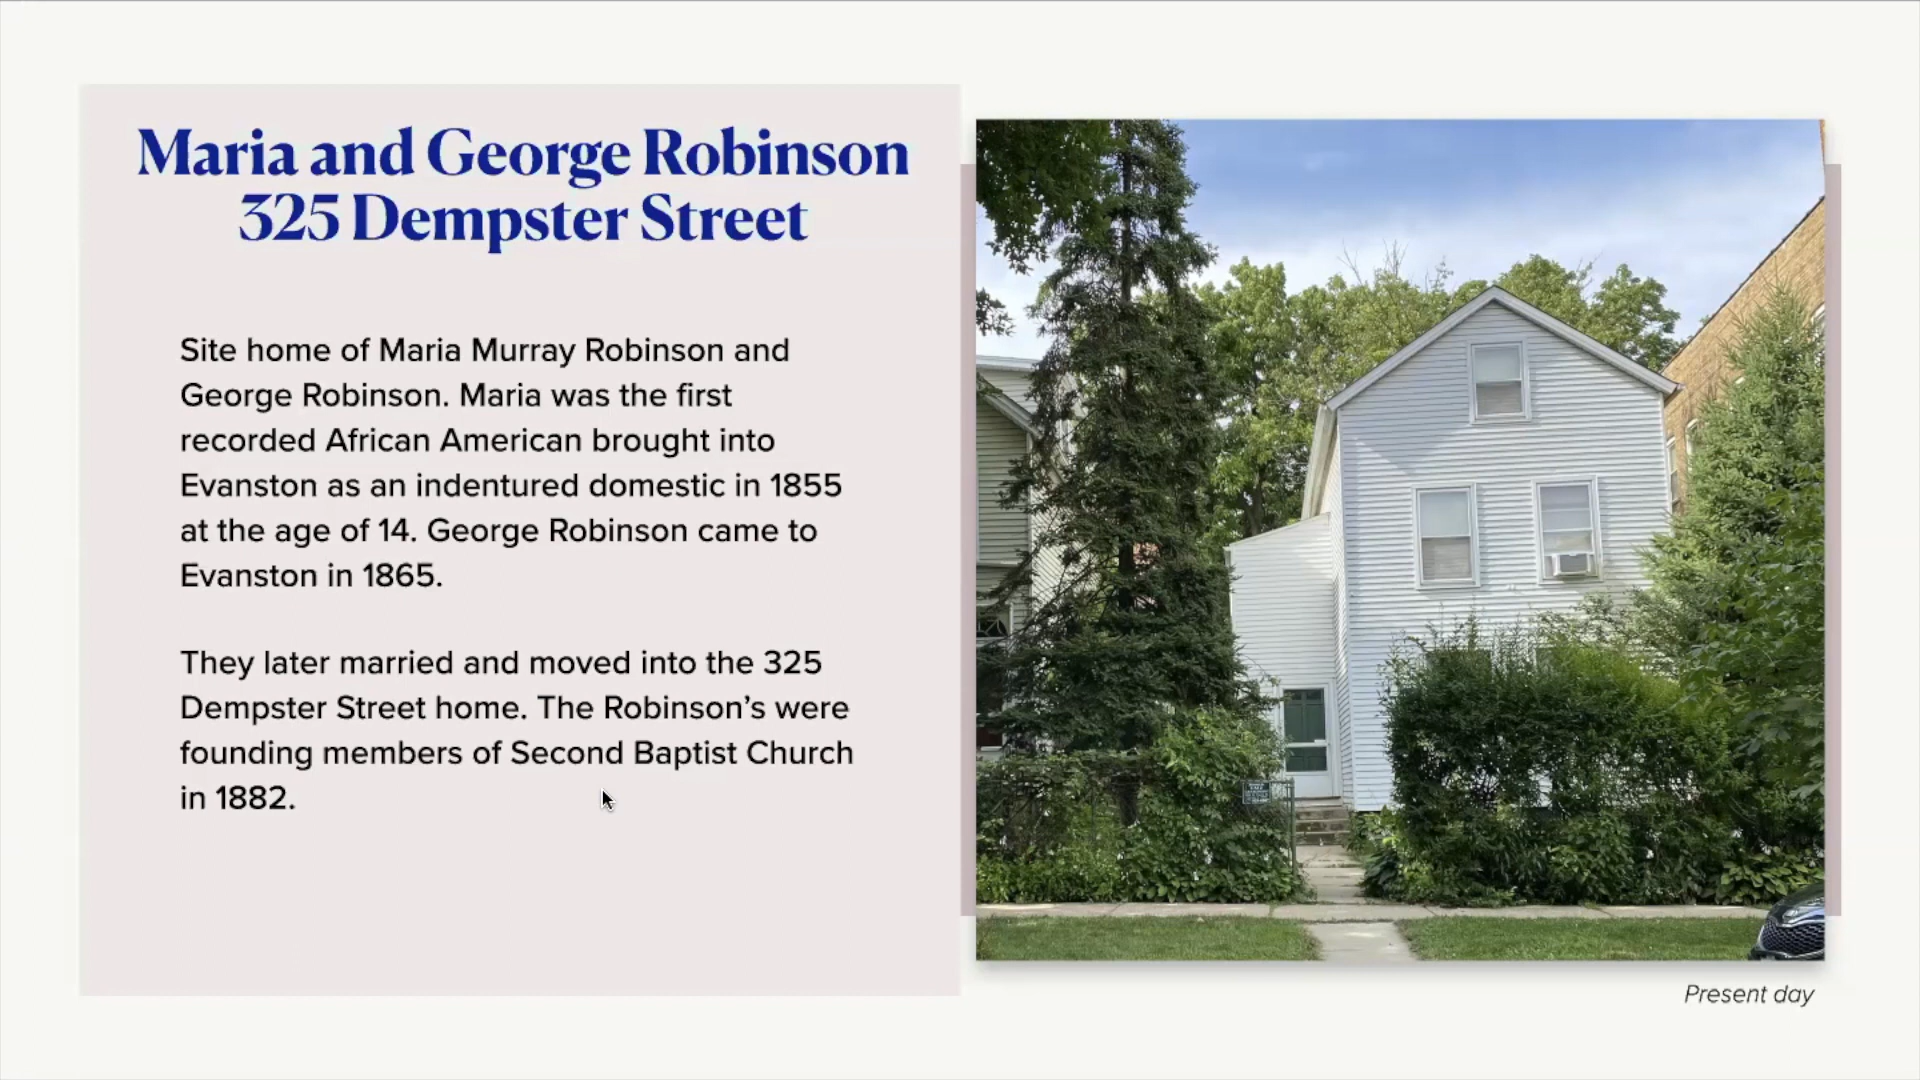 Maria and George Robinson
325 Dempster Street
Site home of Maria Murray Robinson and
George Robinson. Maria was the first
recorded African American brought into
Evanston as an indentured domestic in 1855
at the age of 14. George Robinson came to
Evanston in 1865.
They later married and moved into the 325
Dempster Street home. The Robinson’s were
founding members of Second Baptist Church
in 1882.
Present day